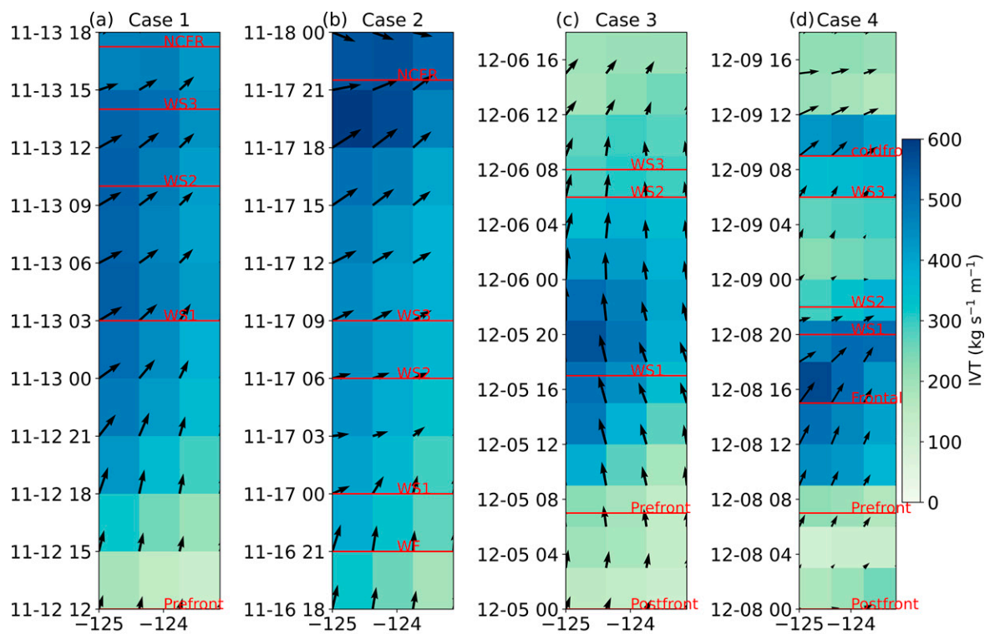 (a) Case 1
11-13 18
11-13 15
11-13 12
11-13 09
11-13 06
11-13 03
11-13 00
11-12 21
11-12 18
11-12 15
11-12 12
NCFR
WS3
WS2
WS1
Prefront
−125 −124
(b) Case 2
11-18 00
11-17 21
11-17 18
11-17 15
11-17 12
11-17 09
11-17 06
11-17 03
11-17 00
11-16 21
11-16 18
NCFR
WS3
WS2
WS1
WF
−125 −124
(c) Case 3
12-06 16
12-06 12
12-06 08
12-06 04
12-06 00
12-05 20
12-05 16
12-05 12
12-05 08
12-05 04
12-05 00
WS3
WS2
WS1
Prefront
Postfront
−125 −124
(d) Case 4
12-09 16
12-09 12
12-09 08
12-09 04
12-09 00
12-08 20
12-08 16
12-08 12
12-08 08
12-08 04
12-08 00
coldfro
WS3
WS2
WS1
Frontal
Prefront
Postfront
−125 −124
600
500
400
300
200
100
0
IVT (kg s⁻¹ m⁻¹)